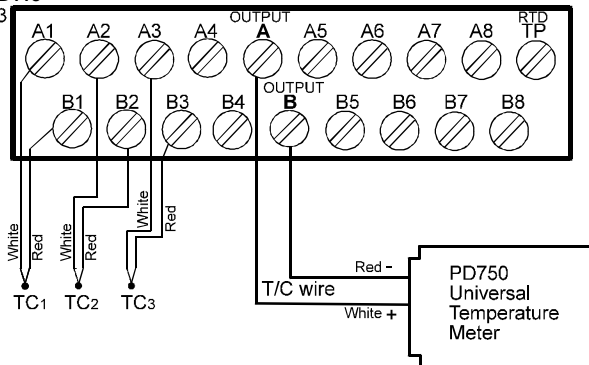 OUTPUT RTD
A1 A2 A3 A4 A A5 A6 A7 A8 TP
OUTPUT
B1 B2 B3 B4 B B5 B6 B7 B8
White Red White Red White Red
TC1 TC2 TC3
Red -
T/C wire
White +
PD750
Universal
Temperature
Meter